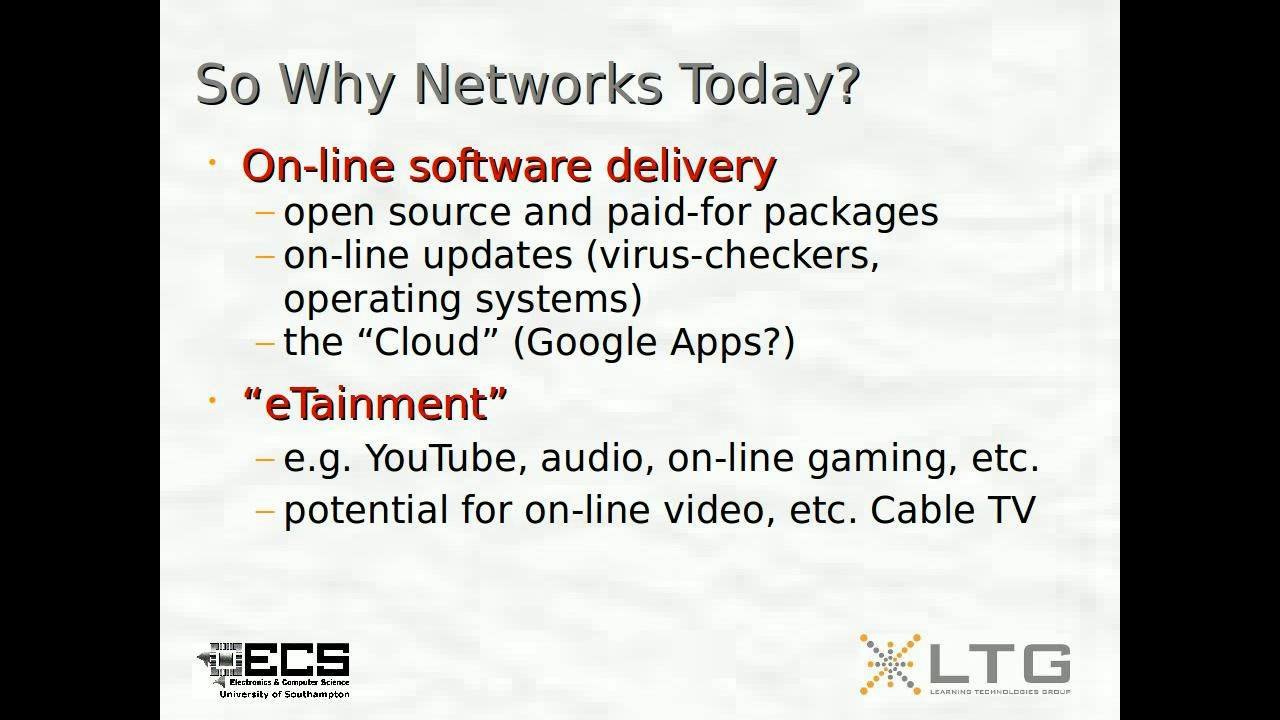 So Why Networks Today?
• On-line software delivery
– open source and paid-for packages
– on-line updates (virus-checkers,
operating systems)
– the “Cloud” (Google Apps?)
• “eTainment”
– e.g. YouTube, audio, on-line gaming, etc.
– potential for on-line video, etc. Cable TV
ECS
Electronics & Computer Science
University of Southampton
LTG
LEARNING TECHNOLOGIES GROUP